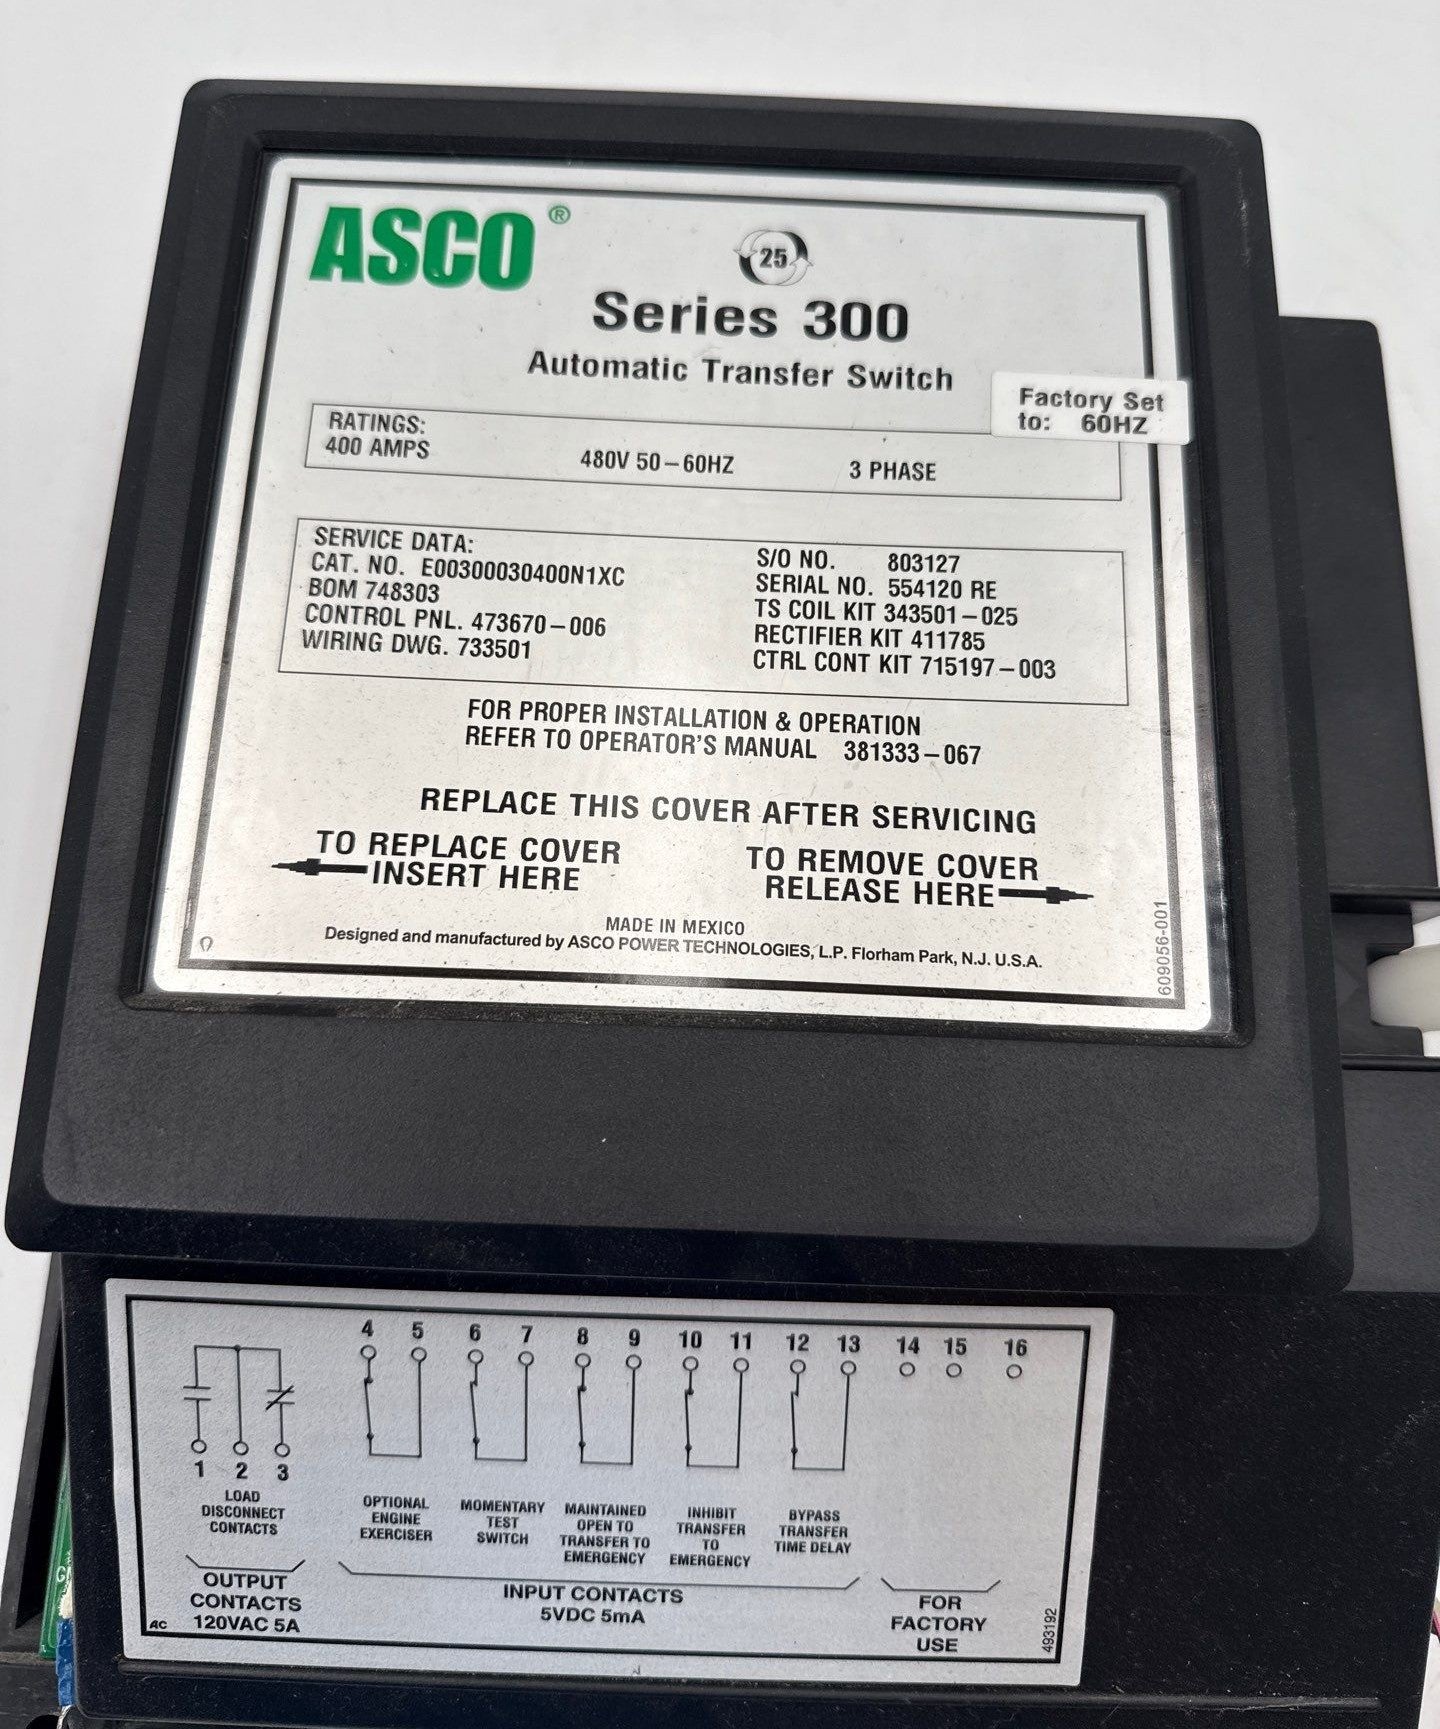 ASCO ®
25
Series 300
Automatic Transfer Switch
Factory Set
to: 60HZ
RATINGS:
400 AMPS 480V 50-60HZ 3 PHASE
SERVICE DATA:
CAT. NO. E00300030400N1XC
BOM 748303
CONTROL PNL. 473670-006
WIRING DWG. 733501
S/O NO. 803127
SERIAL NO. 554120 RE
TS COIL KIT 343501-025
RECTIFIER KIT 411785
CTRL CONT KIT 715197-003
FOR PROPER INSTALLATION & OPERATION
REFER TO OPERATOR'S MANUAL 381333-067
REPLACE THIS COVER AFTER SERVICING
TO REPLACE COVER
INSERT HERE
TO REMOVE COVER
RELEASE HERE
MADE IN MEXICO
Designed and manufactured by ASCO POWER TECHNOLOGIES, L.P. Florham Park, N.J. U.S.A.
609056-001
4 5 6 7 8 9 10 11 12 13 14 15 16
1 2 3
LOAD
DISCONNECT
CONTACTS
OPTIONAL
ENGINE
EXERCISER
MOMENTARY
TEST
SWITCH
MAINTAINED
OPEN TO
TRANSFER TO
EMERGENCY
INHIBIT
TRANSFER
TO
EMERGENCY
BYPASS
TRANSFER
TIME DELAY
OUTPUT
CONTACTS
120VAC 5A
INPUT CONTACTS
5VDC 5mA
FOR
FACTORY
USE
AC
493192